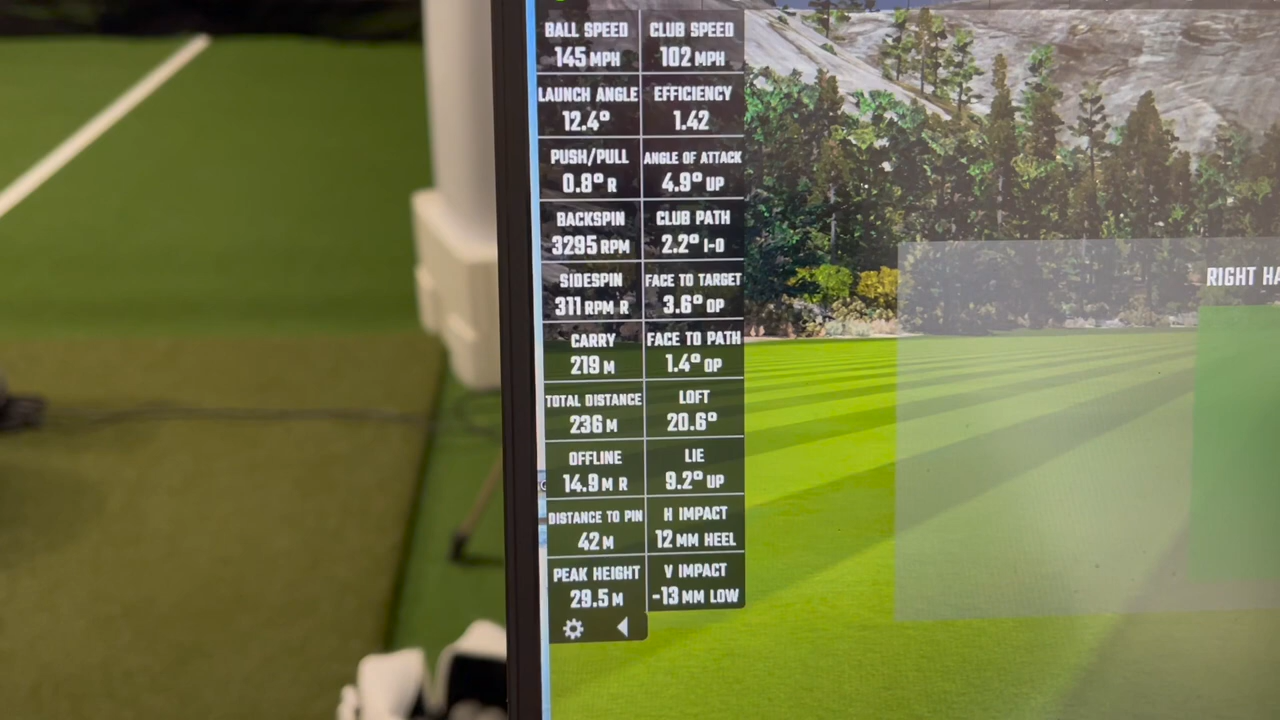 BALL SPEED CLUB SPEED
145 MPH 102 MPH
LAUNCH ANGLE EFFICIENCY
12.4° 1.42
PUSH/PULL ANGLE OF ATTACK
0.8° R 4.9° UP
BACKSPIN CLUB PATH
3295 RPM 2.2° I-O
SIDESPIN FACE TO TARGET
311 RPM R 3.6° OP
CARRY FACE TO PATH
219 M 1.4° OP
TOTAL DISTANCE LOFT
236 M 20.6°
OFFLINE LIE
14.9 M R 9.2° UP
DISTANCE TO PIN H IMPACT
42 M 12 MM HEEL
PEAK HEIGHT V IMPACT
29.5 M -13 MM LOW
RIGHT HA